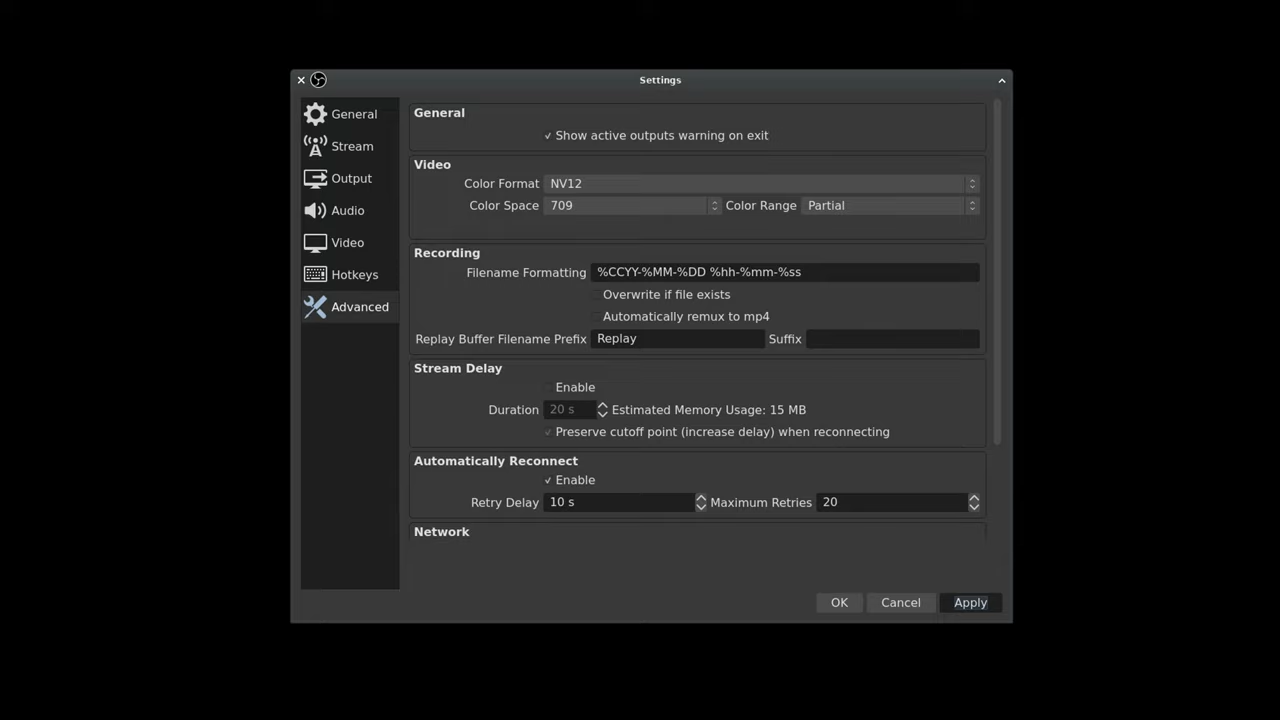 Settings
General
Stream
Output
Audio
Video
Hotkeys
Advanced
General
Show active outputs warning on exit
Video
Color Format NV12
Color Space 709 Color Range Partial
Recording
Filename Formatting %CCYY-%MM-%DD %hh-%mm-%ss
Overwrite if file exists
Automatically remux to mp4
Replay Buffer Filename Prefix Replay Suffix
Stream Delay
Enable
Duration 20 s Estimated Memory Usage: 15 MB
Preserve cutoff point (increase delay) when reconnecting
Automatically Reconnect
Enable
Retry Delay 10 s Maximum Retries 20
Network
OK Cancel Apply